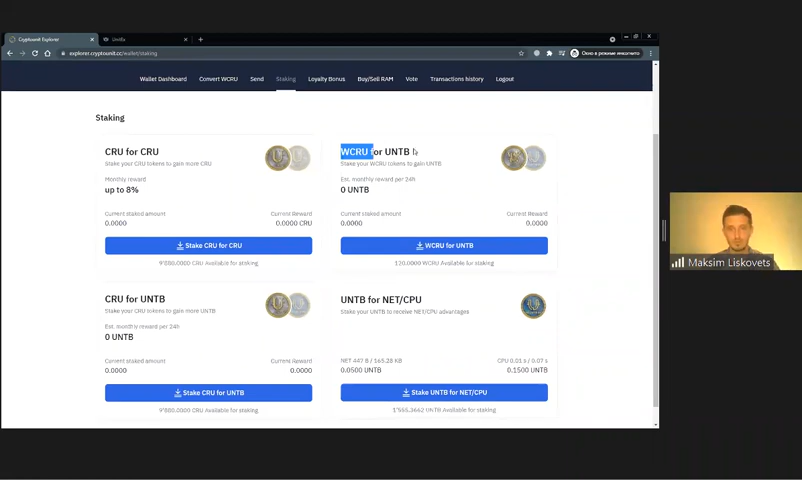 Cryptounit Explorer
Untitla
explorer.cryptounit.cc/wallet/staking
Окно в режиме инкогнито
Wallet Dashboard Convert WCRU Send Staking Loyalty Bonus Buy/Sell RAM Vote Transactions history Logout
Staking
CRU for CRU
Stake your CRU tokens to gain more CRU
Monthly reward
up to 8%
Current staked amount Current Reward
0.0000 0.0000 CRU
Stake CRU for CRU
9'880.0000 CRU Available for staking
WCRU for UNTB
Stake your WCRU tokens to gain UNTB
Est. monthly reward per 24h
0 UNTB
Current staked amount Current Reward
0.0000 0.0000
WCRU for UNTB
120.0000 WCRU Available for staking
CRU for UNTB
Stake your CRU tokens to gain more UNTB
Est. monthly reward per 24h
0 UNTB
Current staked amount Current Reward
0.0000 0.0000
Stake CRU for UNTB
9'880.0000 CRU Available for staking
UNTB for NET/CPU
Stake your UNTB to receive NET/CPU advantages
NET 447 B / 165.28 KB CPU 0.01 s / 0.07 s
0.0500 UNTB 0.1500 UNTB
Stake UNTB for NET/CPU
1'555.3662 UNTB Available for staking
Maksim Liskovets